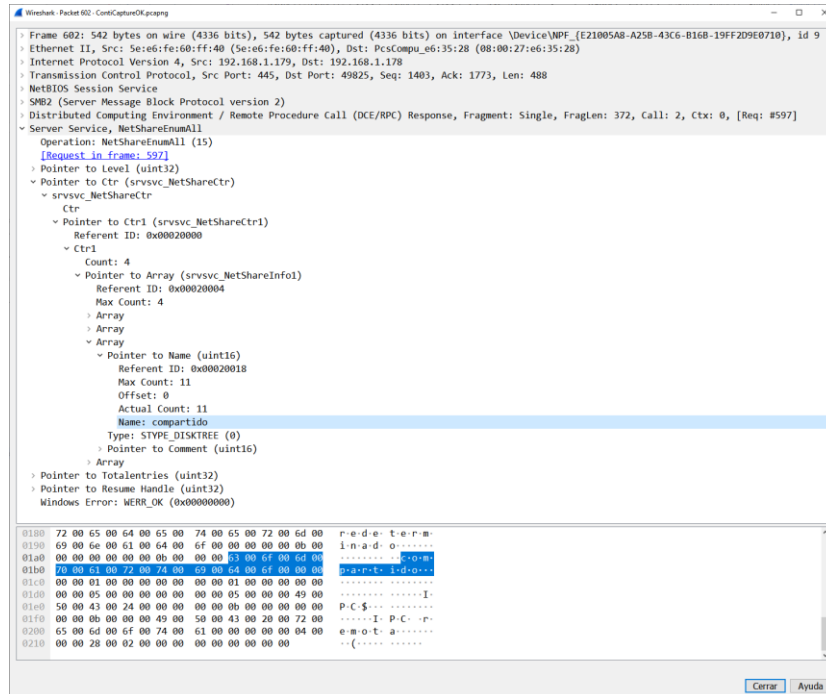 Wireshark · Packet 602 · ContiCaptureOK.pcapng
> Frame 602: 542 bytes on wire (4336 bits), 542 bytes captured (4336 bits) on interface \Device\NPF_{E21005A8-A25B-43C6-B16B-19FF2D9E0710}, id 9
> Ethernet II, Src: 5e:e6:fe:60:ff:40 (5e:e6:fe:60:ff:40), Dst: PcsCompu_e6:35:28 (08:00:27:e6:35:28)
> Internet Protocol Version 4, Src: 192.168.1.179, Dst: 192.168.1.178
> Transmission Control Protocol, Src Port: 445, Dst Port: 49825, Seq: 1403, Ack: 1773, Len: 488
> NetBIOS Session Service
> SMB2 (Server Message Block Protocol version 2)
> Distributed Computing Environment / Remote Procedure Call (DCE/RPC) Response, Fragment: Single, FragLen: 372, Call: 2, Ctx: 0, [Req: #597]
Server Service, NetShareEnumAll
Operation: NetShareEnumAll (15)
[Request in frame: 597]
> Pointer to Level (uint32)
Pointer to Ctr (srvsvc_NetShareCtr)
srvsvc_NetShareCtr
Ctr
Pointer to Ctr1 (srvsvc_NetShareCtr1)
Referent ID: 0x00020000
Ctr1
Count: 4
Pointer to Array (srvsvc_NetShareInfo1)
Referent ID: 0x00020004
Max Count: 4
> Array
> Array
Array
Pointer to Name (uint16)
Referent ID: 0x00020018
Max Count: 11
Offset: 0
Actual Count: 11
Name: compartido
Type: STYPE_DISKTREE (0)
> Pointer to Comment (uint16)
> Array
> Pointer to Totalentries (uint32)
> Pointer to Resume Handle (uint32)
Windows Error: WERR_OK (0x00000000)
0180 72 00 65 00 64 00 65 00 74 00 65 00 72 00 6d 00 r·e·d·e· t·e·r·m·
0190 69 00 6e 00 61 00 64 00 6f 00 00 00 00 00 0b 00 i·n·a·d· o·······
01a0 00 00 00 00 00 00 0b 00 00 00 63 00 6f 00 6d 00 ········ ··c·o·m·
01b0 70 00 61 00 72 00 74 00 69 00 64 00 6f 00 00 00 p·a·r·t· i·d·o···
01c0 00 00 01 00 00 00 00 00 00 00 01 00 00 00 00 00 ········ ········
01d0 00 00 05 00 00 00 00 00 00 00 05 00 00 00 49 00 ········ ······I·
01e0 50 00 43 00 24 00 00 00 00 00 0b 00 00 00 00 00 P·C·$··· ········
01f0 00 00 0b 00 00 00 49 00 50 00 43 00 20 00 72 00 ······I· P·C· ·r·
0200 65 00 6d 00 6f 00 74 00 61 00 00 00 00 00 04 00 e·m·o·t· a·······
0210 00 00 28 00 02 00 00 00 00 00 00 00 00 00 ··(····· ······
Cerrar Ayuda